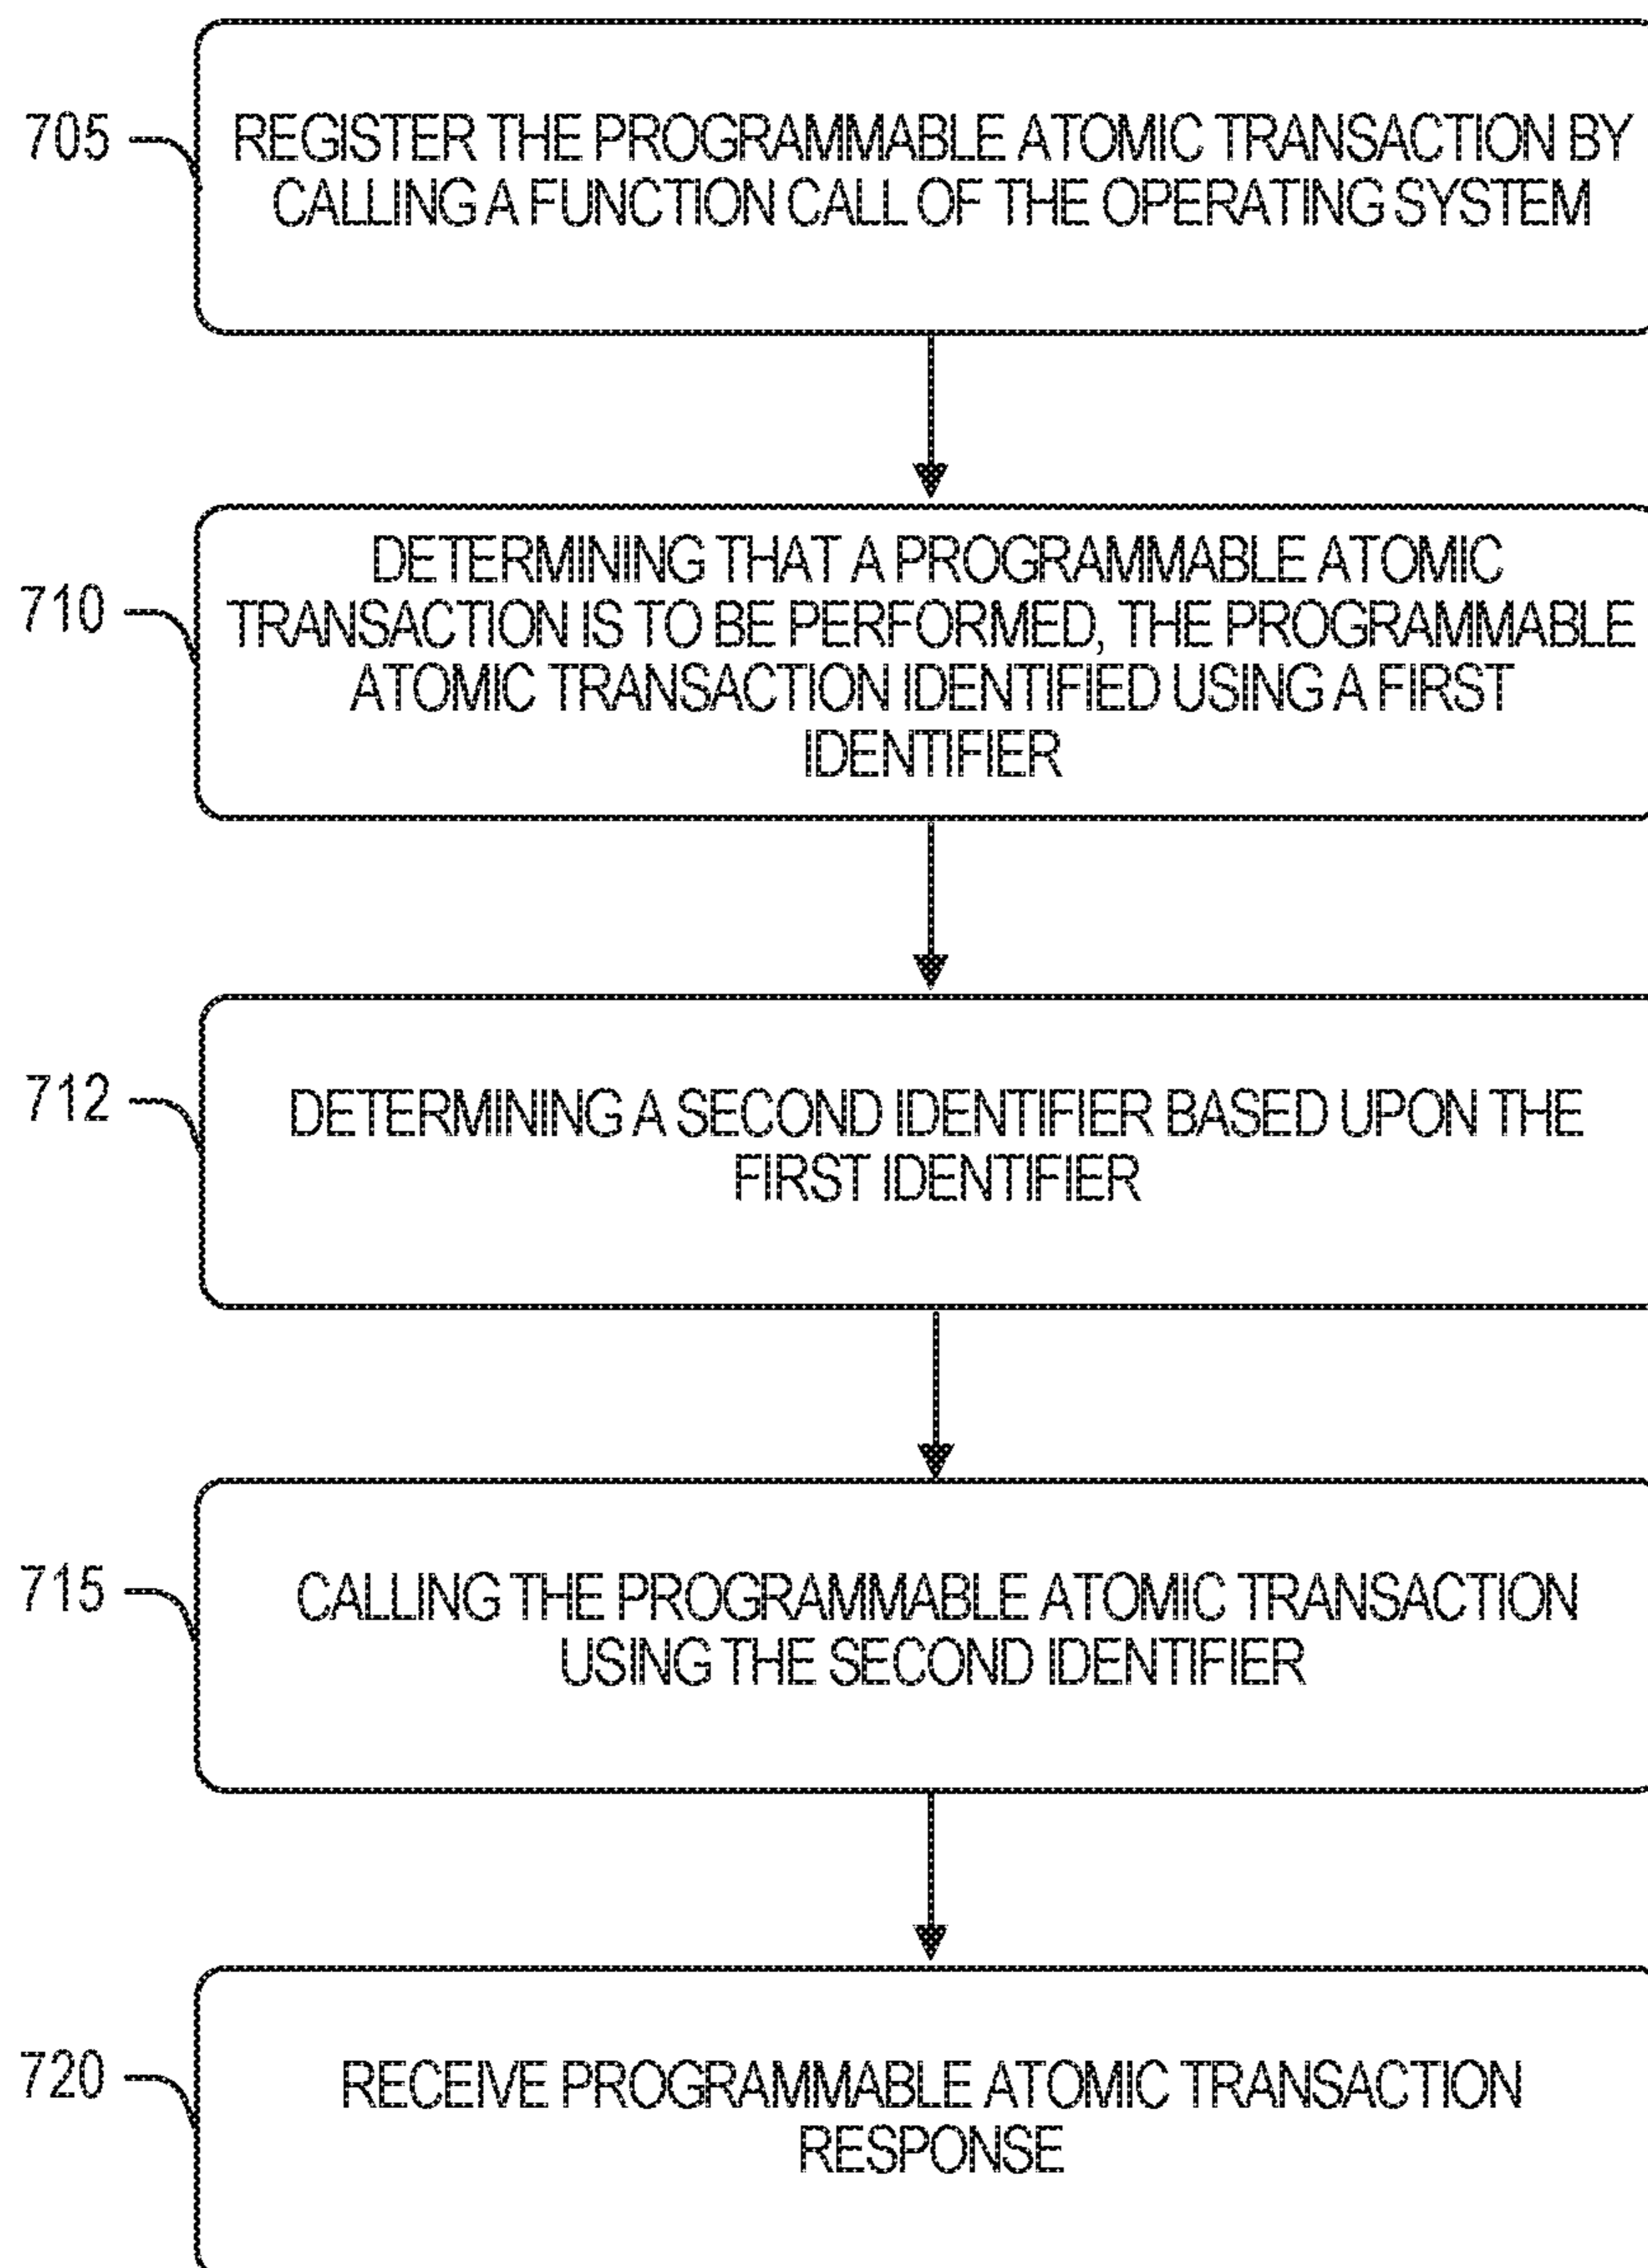 705
REGISTER THE PROGRAMMABLE ATOMIC TRANSACTION BY
CALLING A FUNCTION CALL OF THE OPERATING SYSTEM
710
DETERMINING THAT A PROGRAMMABLE ATOMIC
TRANSACTION IS TO BE PERFORMED, THE PROGRAMMABLE
ATOMIC TRANSACTION IDENTIFIED USING A FIRST
IDENTIFIER
712
DETERMINING A SECOND IDENTIFIER BASED UPON THE
FIRST IDENTIFIER
715
CALLING THE PROGRAMMABLE ATOMIC TRANSACTION
USING THE SECOND IDENTIFIER
720
RECEIVE PROGRAMMABLE ATOMIC TRANSACTION
RESPONSE